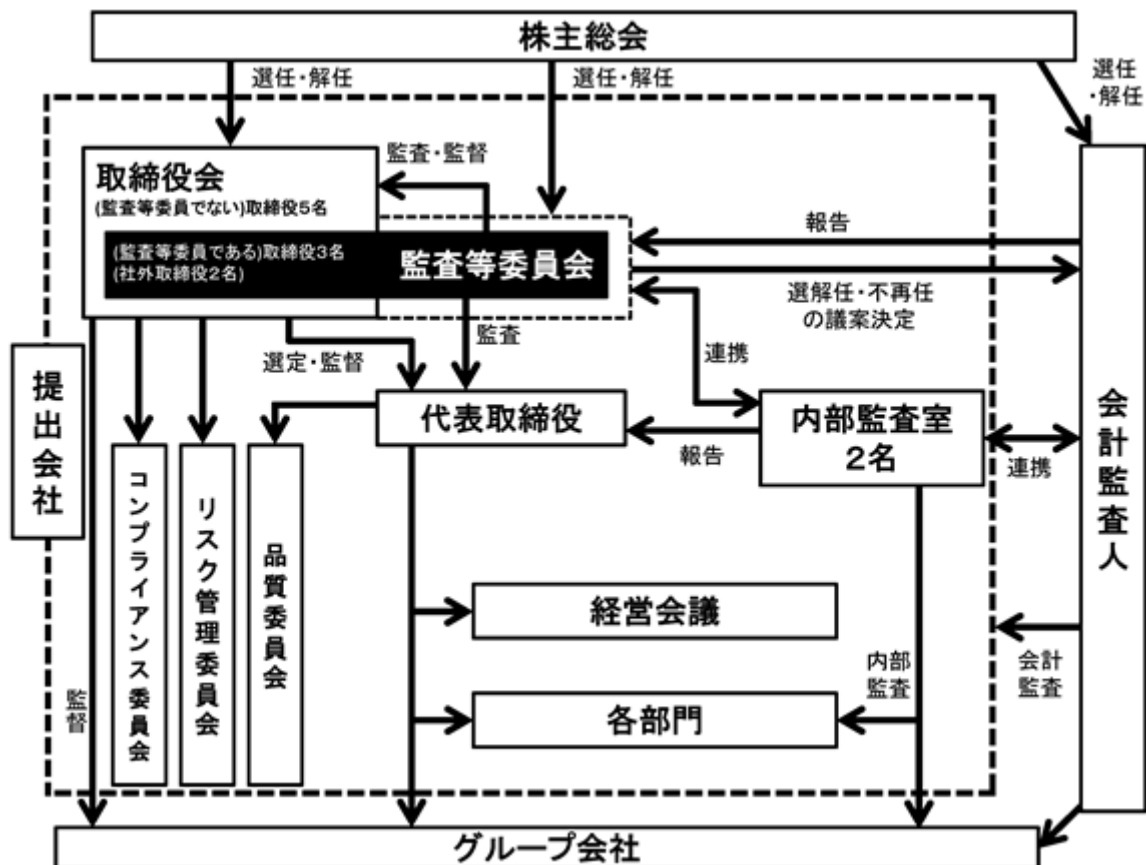 株主総会
選任・解任
選任・解任
選任
・解任
取締役会
(監査等委員でない)取締役5名
監査・監督
(監査等委員である)取締役3名
(社外取締役2名)
監査等委員会
報告
選解任・不再任
の議案決定
監査
選定・監督
連携
提出会社
代表取締役
報告
内部監査室
2名
連携
会計監査人
コンプライアンス委員会
リスク管理委員会
品質委員会
経営会議
内部
監査
会計
監査
各部門
監督
グループ会社